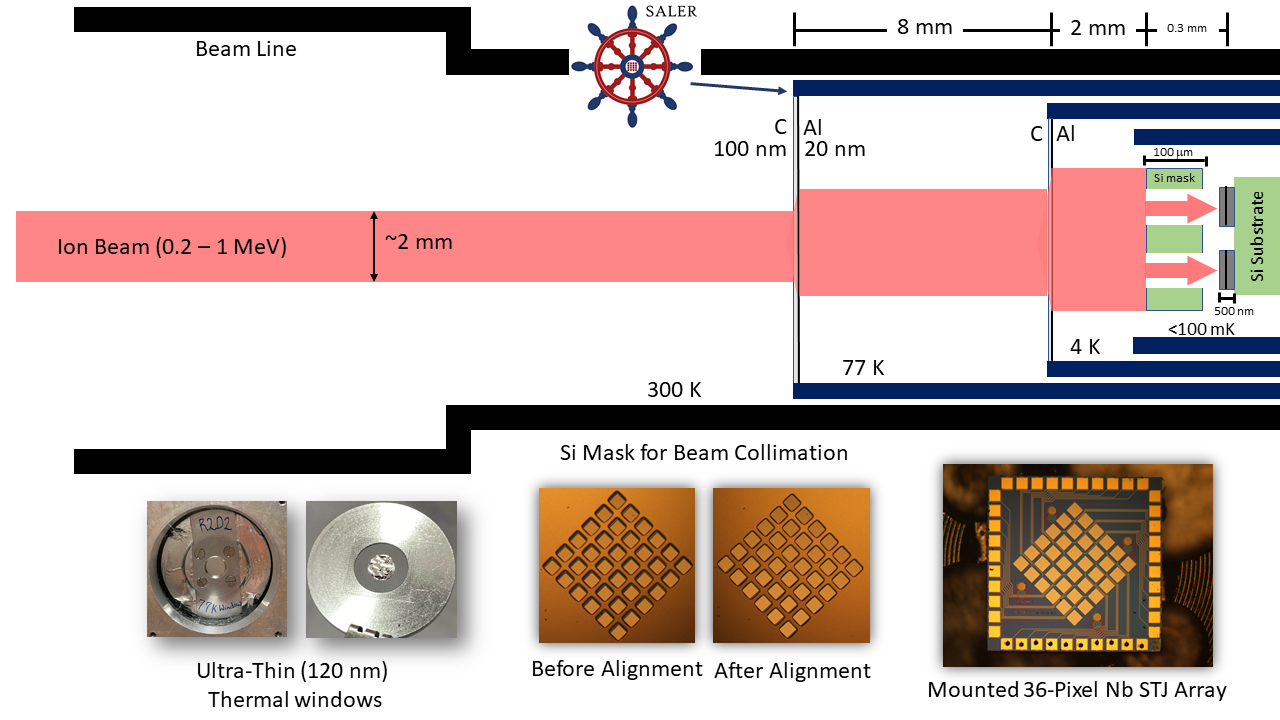 SALER
8 mm
2 mm
0.3 mm
Beam Line
C
Al
100 nm
20 nm
C
Al
100 µm
Si mask
Ion Beam (0.2 – 1 MeV)
~2 mm
Si Substrate
500 nm
<100 mK
4 K
77 K
300 K
Si Mask for Beam Collimation
R2D2
77K Window
Ultra-Thin (120 nm)
Thermal windows
Before Alignment
After Alignment
Mounted 36-Pixel Nb STJ Array